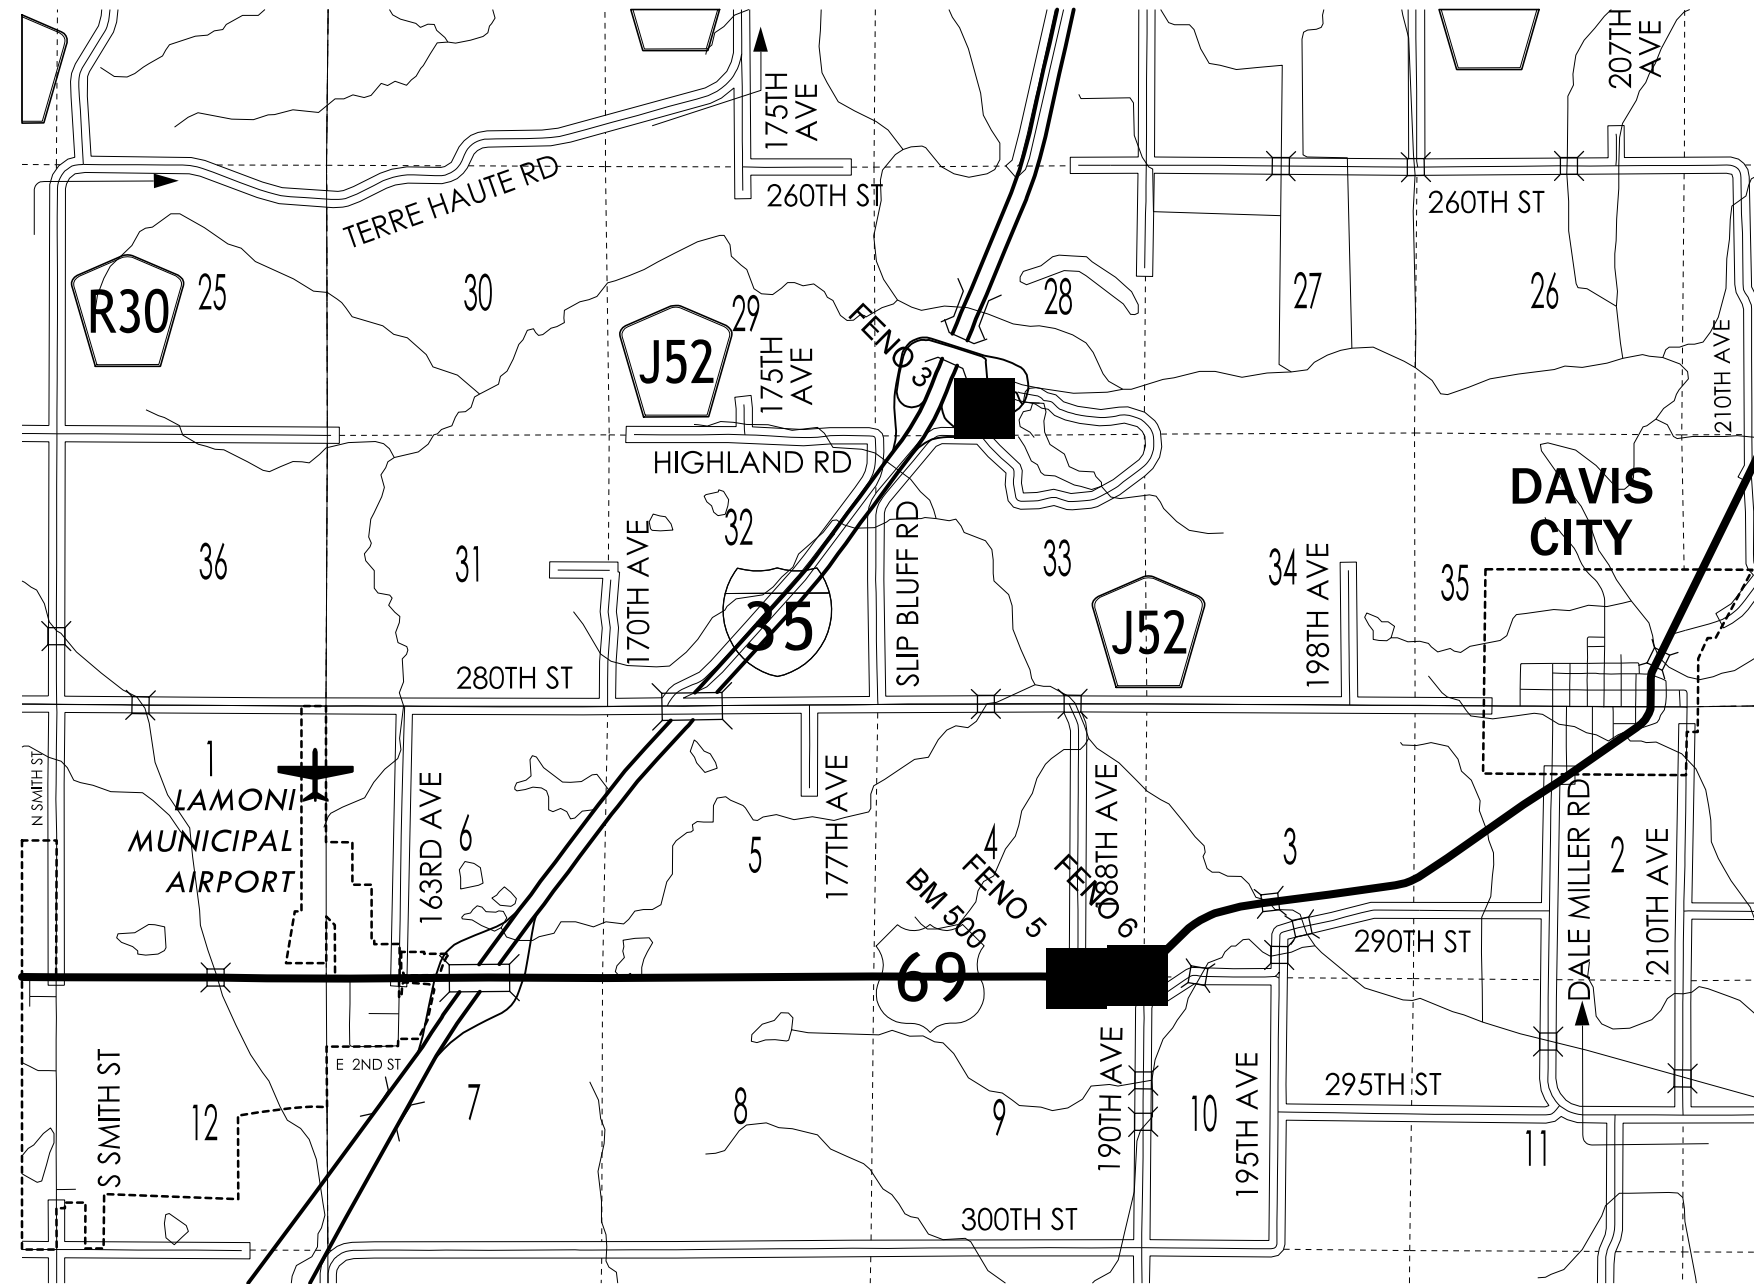 207TH
AVE
175TH
AVE
TERRE HAUTE RD
260TH ST
260TH ST
R30
25
30
29
28
27
26
J52
FENO 3
175TH
AVE
210TH AVE
HIGHLAND RD
DAVIS
CITY
36
31
32
33
34
35
170TH AVE
35
SLIP BLUFF RD
J52
198TH AVE
280TH ST
N SMITH ST
1
LAMONI
MUNICIPAL
AIRPORT
163RD AVE
6
5
177TH AVE
4
188TH AVE
3
2
DALE MILLER RD
210TH AVE
BM 500
FENO 5
FENO 6
69
290TH ST
E 2ND ST
S SMITH ST
12
7
8
9
190TH AVE
10
195TH AVE
295TH ST
11
300TH ST